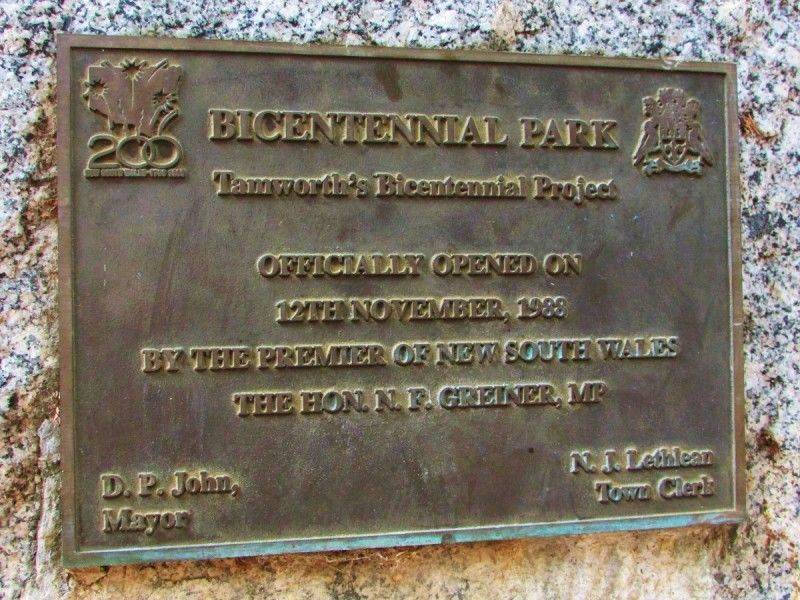 200
BICENTENNIAL PARK
Tamworth's Bicentennial Project
OFFICIALLY OPENED ON
12TH NOVEMBER, 1988
BY THE PREMIER OF NEW SOUTH WALES
THE HON. N. F. GREINER, MP
D. P. John,
Mayor
N. J. Lethlean
Town Clerk